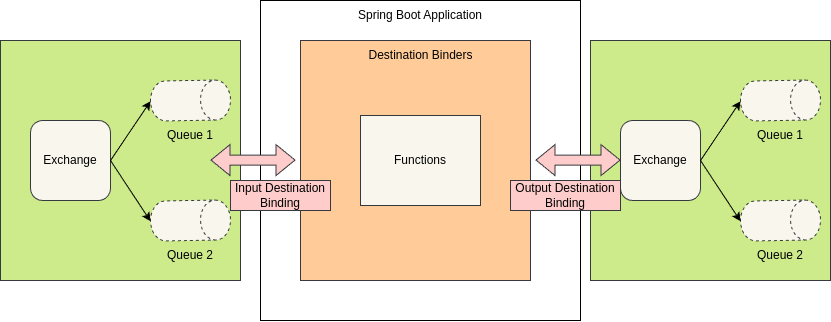 Spring Boot Application
Destination Binders
Exchange
Queue 1
Queue 2
Input Destination
Binding
Functions
Output Destination
Binding
Exchange
Queue 1
Queue 2